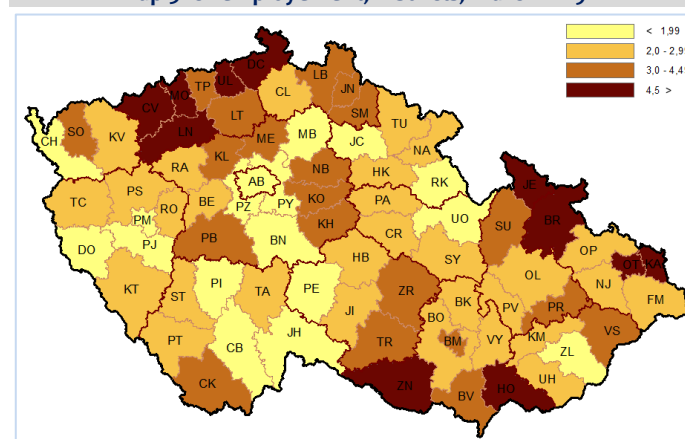 < 1,99
2,0 - 2,99
3,0 - 4,49
4,5 >
DC
UL
LB
TP
JN
MO
CV
CL
LT
SM
LN
TU
SO
ME
MB
CH
KV
JC
NA
KL
RA
NB
HK
AB
RK
JE
PS
TC
BE
KO
PA
RO
PZ
PY
PM
UO
BR
KH
SU
CR
PB
BN
PJ
DO
OP
HB
SY
OT
KA
OL
PI
PE
ZR
NJ
KT
ST
TA
BK
FM
JI
BO
PV
PR
PT
TR
BM
VY
KM
VS
CB
JH
ZL
UH
CK
ZN
HO
BV